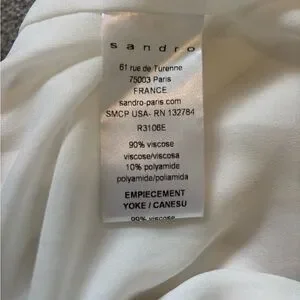 sandro
61 rue de Turenne
75003 Paris
FRANCE
sandro-paris.com
SMCP USA- RN 132784
R3106E
90% viscose
viscose/viscosa
10% polyamide
polyamide/poliamida
EMPIECEMENT
YOKE / CANESU